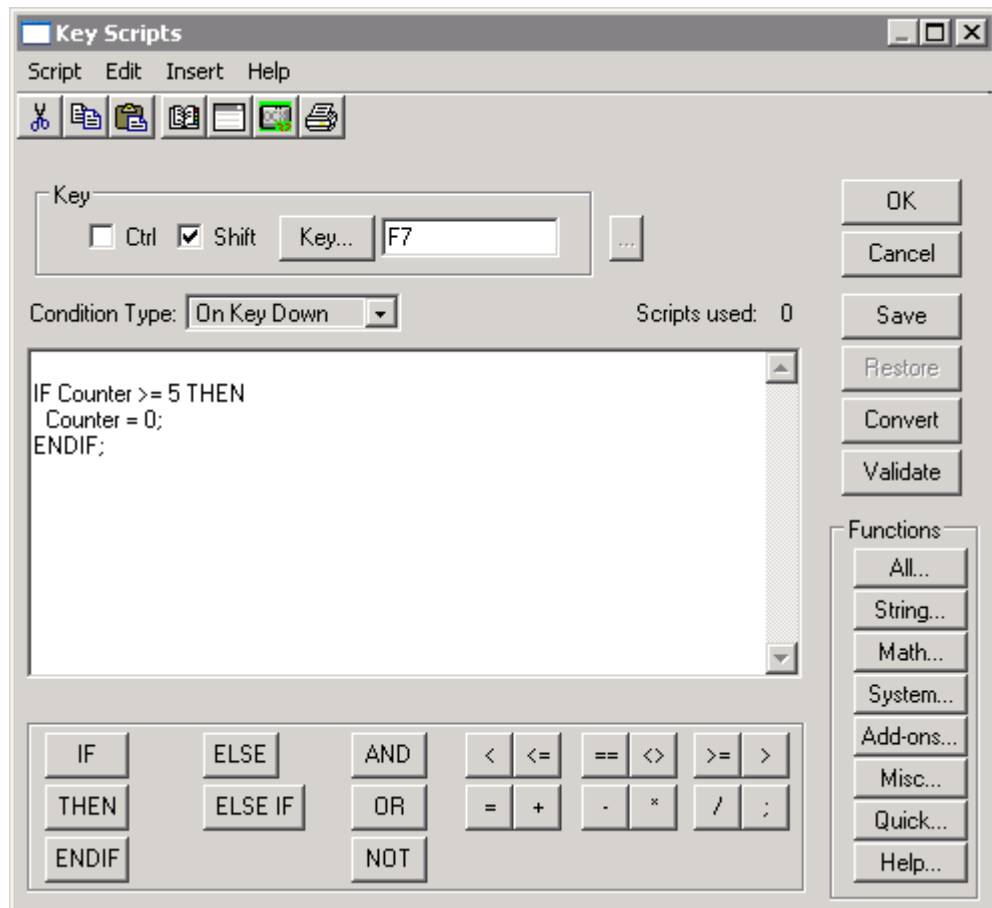 Key Scripts
Script Edit Insert Help
Key
Ctrl Shift Key... F7 ...
OK
Cancel
Condition Type: On Key Down Scripts used: 0
Save
Restore
Convert
Validate
IF Counter >= 5 THEN
Counter = 0;
ENDIF;
Functions
All...
String...
Math...
System...
Add-ons...
Misc...
Quick...
Help...
IF ELSE AND < <= == <> >= >
THEN ELSE IF OR = + - * / ;
ENDIF NOT